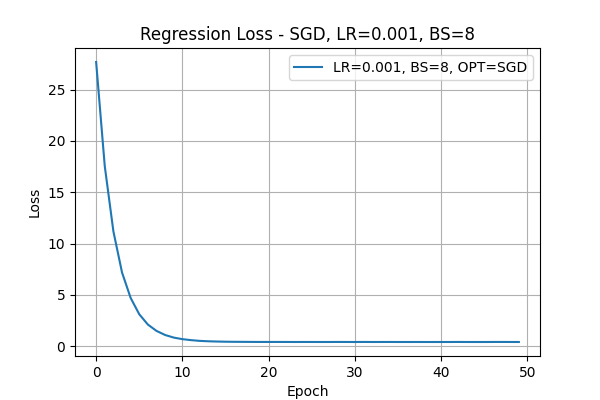 Regression Loss - SGD, LR=0.001, BS=8
LR=0.001, BS=8, OPT=SGD
Loss
25
20
15
10
5
0
0 10 20 30 40 50
Epoch